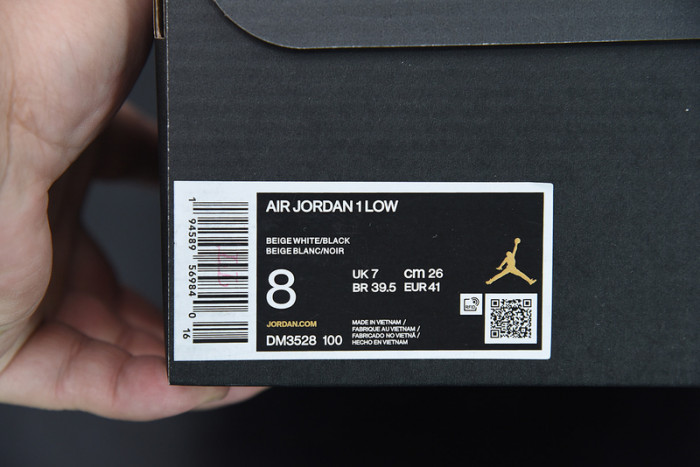 1 94589 56984 0 16
AIR JORDAN 1 LOW
BEIGE WHITE/BLACK
BEIGE BLANC/NOIR
8
UK 7 cm 26
BR 39.5 EUR 41
JORDAN.COM
DM3528 100
MADE IN VIETNAM /
FABRIQUE AU VIETNAM /
FABRICADO NO VIETNÃ /
HECHO EN VIETNAM
RFID